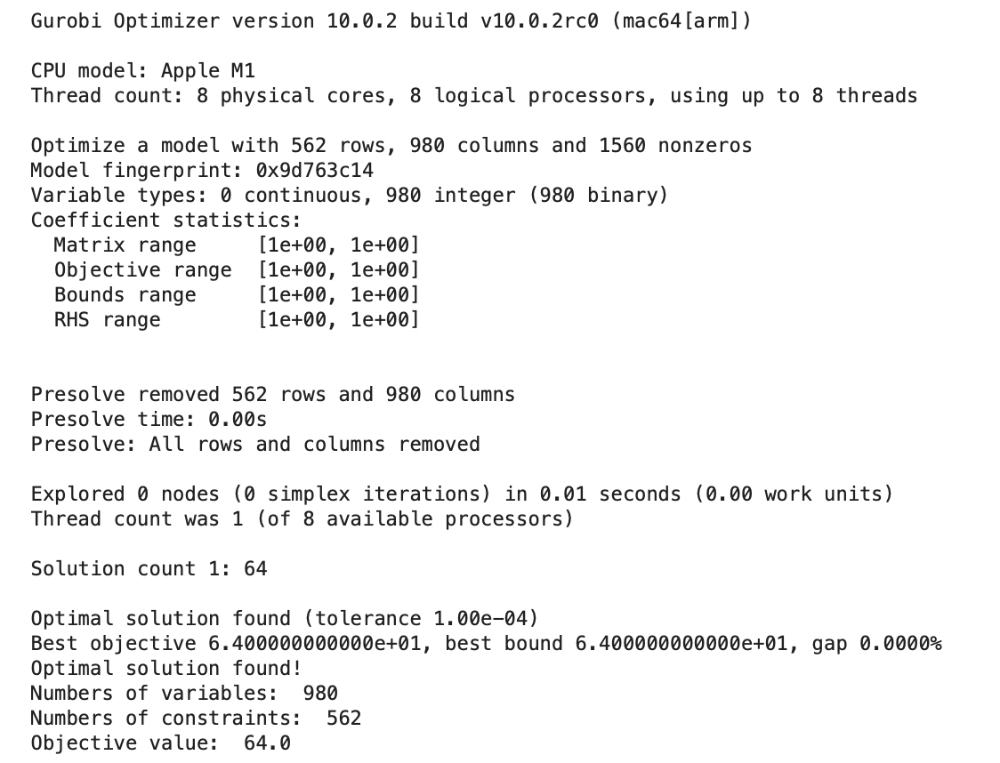 Gurobi Optimizer version 10.0.2 build v10.0.2rc0 (mac64[arm])
CPU model: Apple M1
Thread count: 8 physical cores, 8 logical processors, using up to 8 threads
Optimize a model with 562 rows, 980 columns and 1560 nonzeros
Model fingerprint: 0x9d763c14
Variable types: 0 continuous, 980 integer (980 binary)
Coefficient statistics:
  Matrix range     [1e+00, 1e+00]
  Objective range  [1e+00, 1e+00]
  Bounds range     [1e+00, 1e+00]
  RHS range        [1e+00, 1e+00]
Presolve removed 562 rows and 980 columns
Presolve time: 0.00s
Presolve: All rows and columns removed
Explored 0 nodes (0 simplex iterations) in 0.01 seconds (0.00 work units)
Thread count was 1 (of 8 available processors)
Solution count 1: 64
Optimal solution found (tolerance 1.00e-04)
Best objective 6.400000000000e+01, best bound 6.400000000000e+01, gap 0.0000%
Optimal solution found!
Numbers of variables:  980
Numbers of constraints:  562
Objective value:  64.0